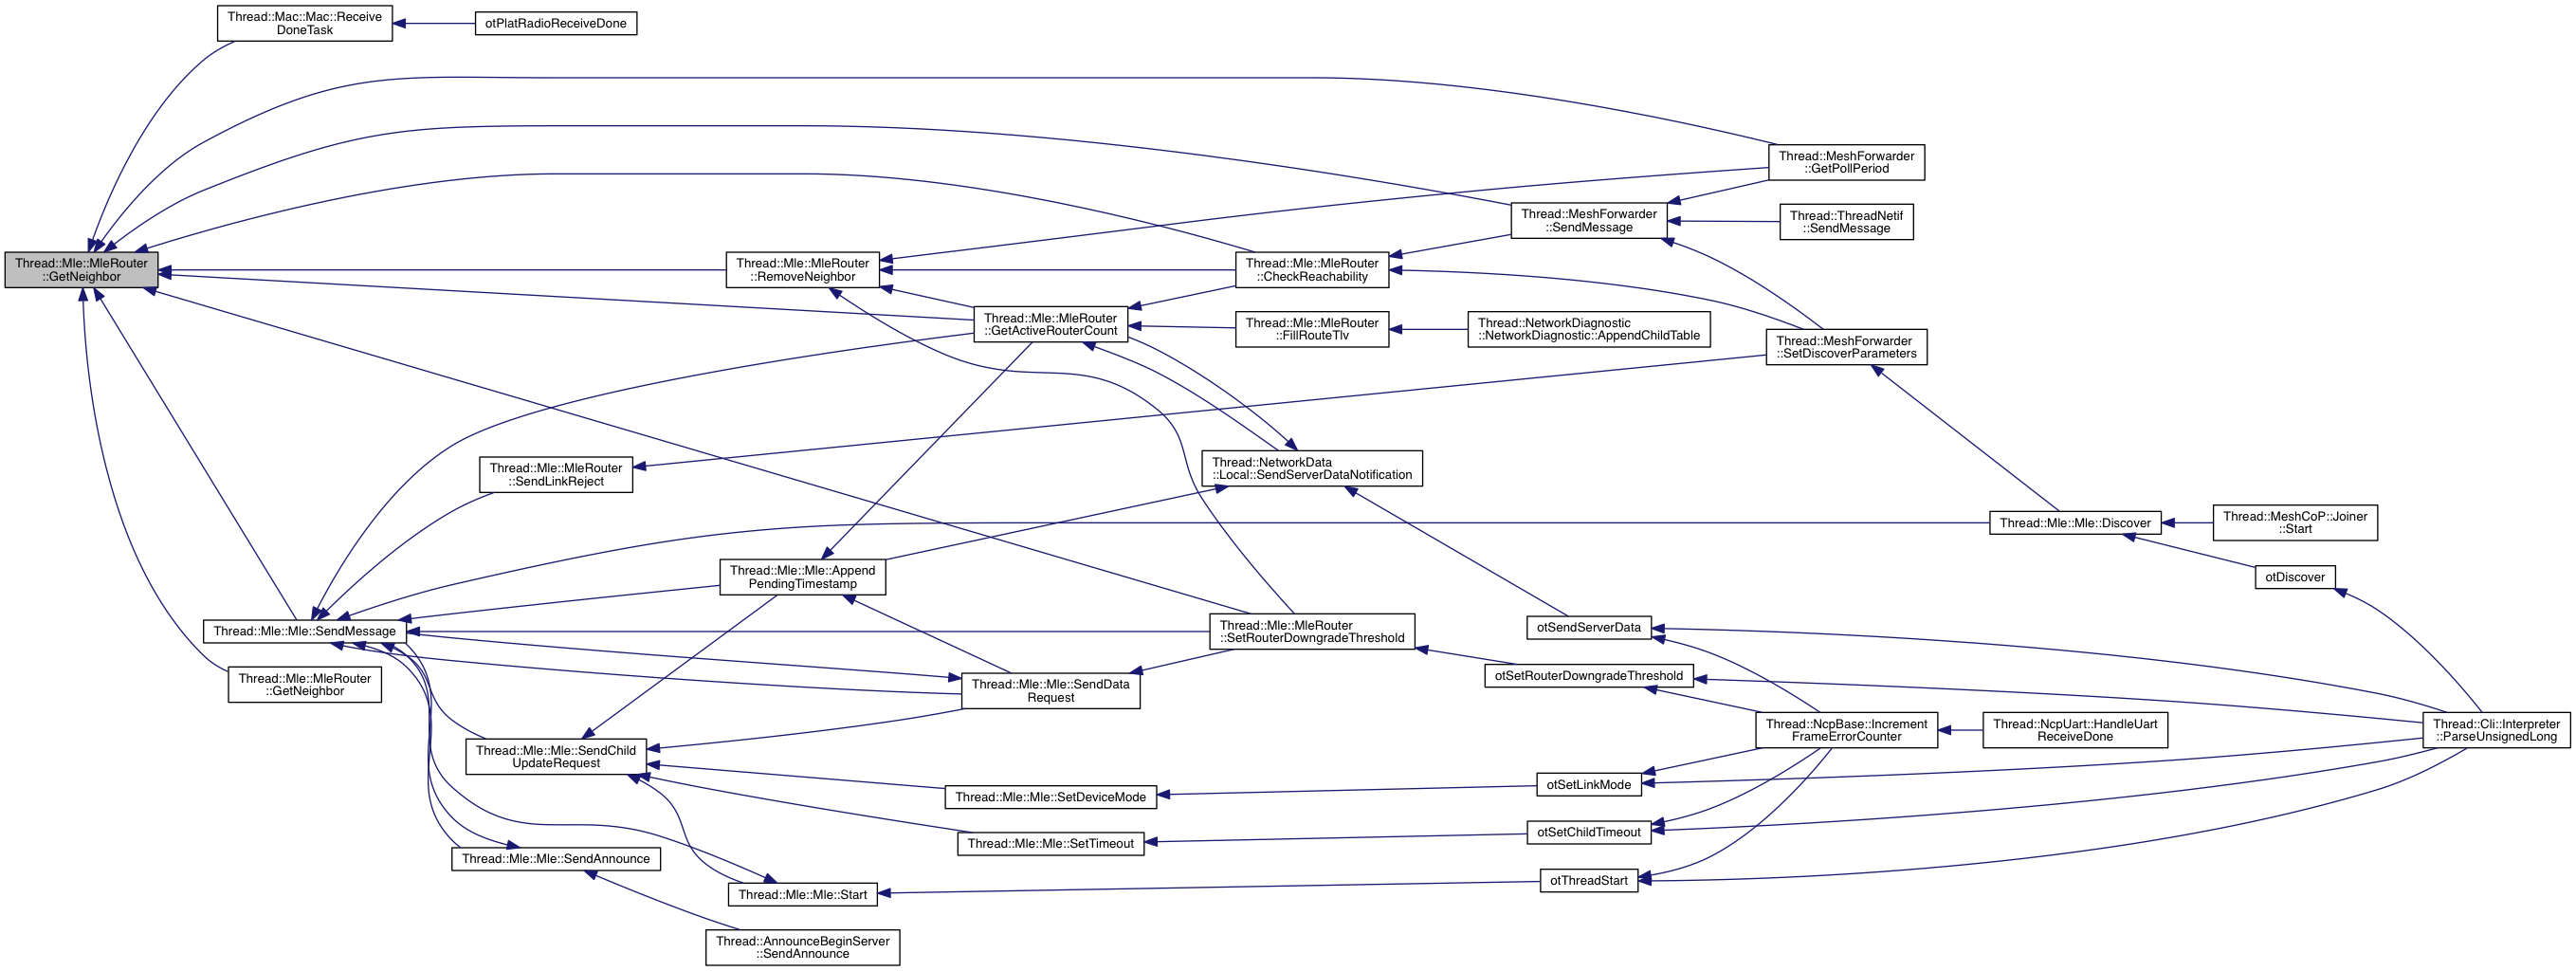 Thread::Mac::Mac::Receive
DoneTask
otPlatRadioReceiveDone
Thread::MeshForwarder
::GetPollPeriod
Thread::MeshForwarder
::SendMessage
Thread::ThreadNetif
::SendMessage
Thread::Mle::MleRouter
::GetNeighbor
Thread::Mle::MleRouter
::RemoveNeighbor
Thread::Mle::MleRouter
::CheckReachability
Thread::Mle::MleRouter
::GetActiveRouterCount
Thread::Mle::MleRouter
::FillRouteTlv
Thread::NetworkDiagnostic
::NetworkDiagnostic::AppendChildTable
Thread::MeshForwarder
::SetDiscoverParameters
Thread::Mle::MleRouter
::SendLinkReject
Thread::NetworkData
::Local::SendServerDataNotification
Thread::Mle::Mle::Discover
Thread::MeshCoP::Joiner
::Start
Thread::Mle::Mle::Append
PendingTimestamp
otDiscover
Thread::Mle::Mle::SendMessage
Thread::Mle::MleRouter
::SetRouterDowngradeThreshold
otSendServerData
Thread::Mle::MleRouter
::GetNeighbor
Thread::Mle::Mle::SendData
Request
otSetRouterDowngradeThreshold
Thread::NcpBase::Increment
FrameErrorCounter
Thread::NcpUart::HandleUart
ReceiveDone
Thread::Cli::Interpreter
::ParseUnsignedLong
Thread::Mle::Mle::SendChild
UpdateRequest
Thread::Mle::Mle::SetDeviceMode
otSetLinkMode
Thread::Mle::Mle::SetTimeout
otSetChildTimeout
Thread::Mle::Mle::SendAnnounce
Thread::Mle::Mle::Start
otThreadStart
Thread::AnnounceBeginServer
::SendAnnounce